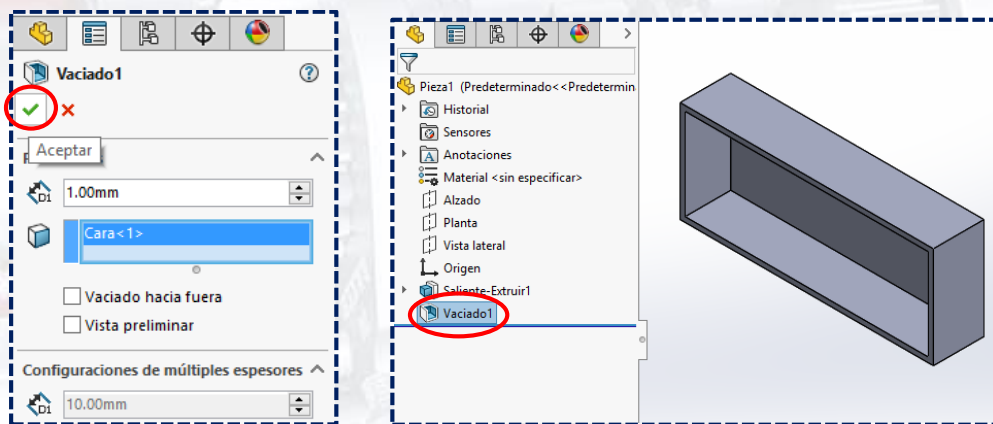 Vaciado1
Aceptar
1.00mm
Cara<1>
Vaciado hacia fuera
Vista preliminar
Configuraciones de múltiples espesores
10.00mm
Pieza1 (Predeterminado<<Predetermin
Historial
Sensores
Anotaciones
Material <sin especificar>
Alzado
Planta
Vista lateral
Origen
Saliente-Extruir1
Vaciado1